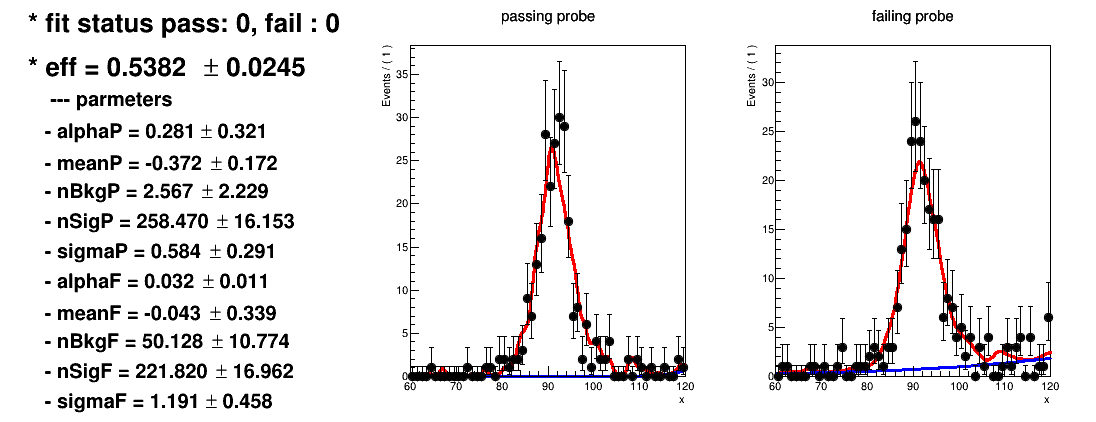 * fit status pass: 0, fail : 0
* eff = 0.5382 ± 0.0245
--- parmeters
- alphaP = 0.281 ± 0.321
- meanP = -0.372 ± 0.172
- nBkgP = 2.567 ± 2.229
- nSigP = 258.470 ± 16.153
- sigmaP = 0.584 ± 0.291
- alphaF = 0.032 ± 0.011
- meanF = -0.043 ± 0.339
- nBkgF = 50.128 ± 10.774
- nSigF = 221.820 ± 16.962
- sigmaF = 1.191 ± 0.458
passing probe
Events / ( 1 )
35
30
25
20
15
10
5
0
60 70 80 90 100 110 120
x
failing probe
Events / ( 1 )
30
25
20
15
10
5
0
60 70 80 90 100 110 120
x